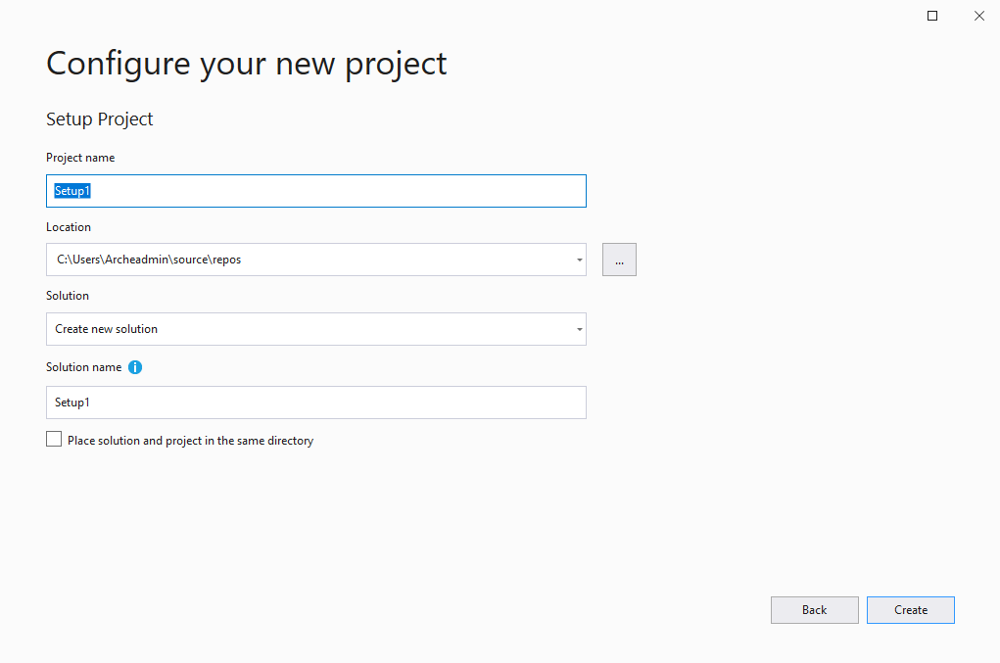 Configure your new project
Setup Project
Project name
Setup1
Location
C:\Users\Archeadmin\source\repos
...
Solution
Create new solution
Solution name
Setup1
Place solution and project in the same directory
Back
Create